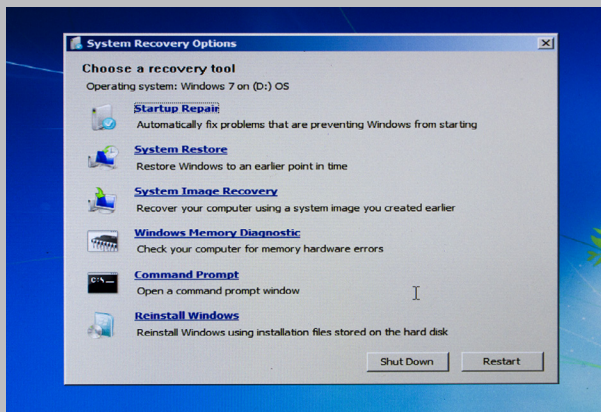 System Recovery Options
Choose a recovery tool
Operating system: Windows 7 on (D:) OS
Startup Repair
Automatically fix problems that are preventing Windows from starting
System Restore
Restore Windows to an earlier point in time
System Image Recovery
Recover your computer using a system image you created earlier
Windows Memory Diagnostic
Check your computer for memory hardware errors
C:\_
Command Prompt
Open a command prompt window
Reinstall Windows
Reinstall Windows using installation files stored on the hard disk
Shut Down
Restart